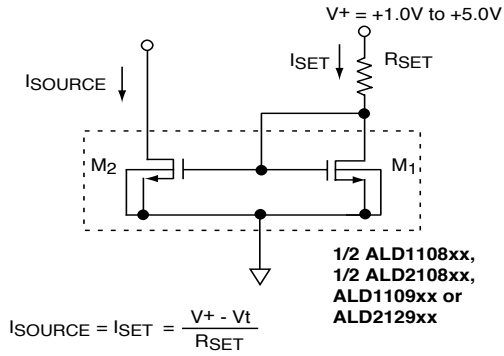 V+ = +1.0V to +5.0V
ISET
RSET
ISOURCE
M2
M1
1/2 ALD1108xx,
1/2 ALD2108xx,
ALD1109xx or
ALD2129xx
ISOURCE = ISET = V+ - Vt
RSET